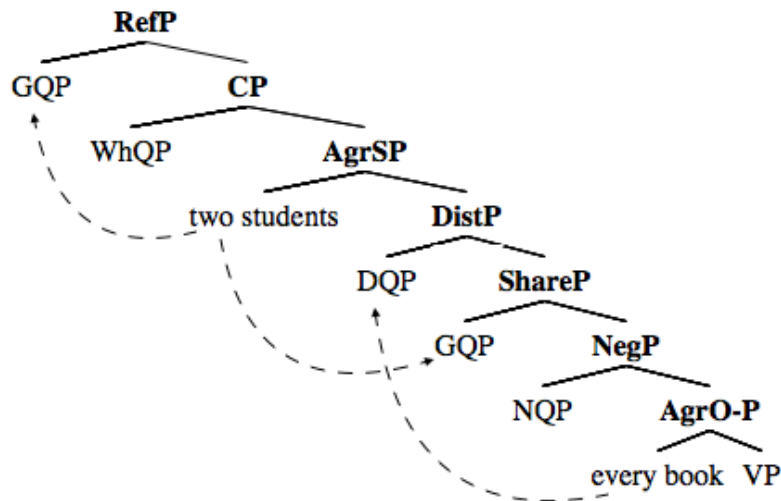 RefP
GQP CP
WhQP AgrSP
two students DistP
DQP ShareP
GQP NegP
NQP AgrO-P
every book VP